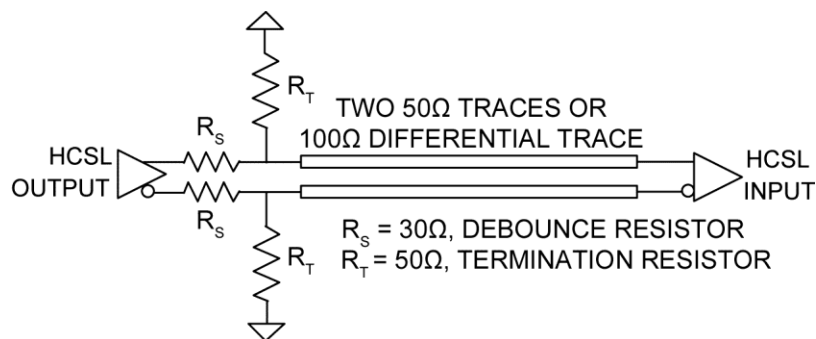 R_T
TWO 50Ω TRACES OR
100Ω DIFFERENTIAL TRACE
R_S
HCSL
OUTPUT
HCSL
INPUT
R_S
R_T
R_S = 30Ω, DEBOUNCE RESISTOR
R_T = 50Ω, TERMINATION RESISTOR